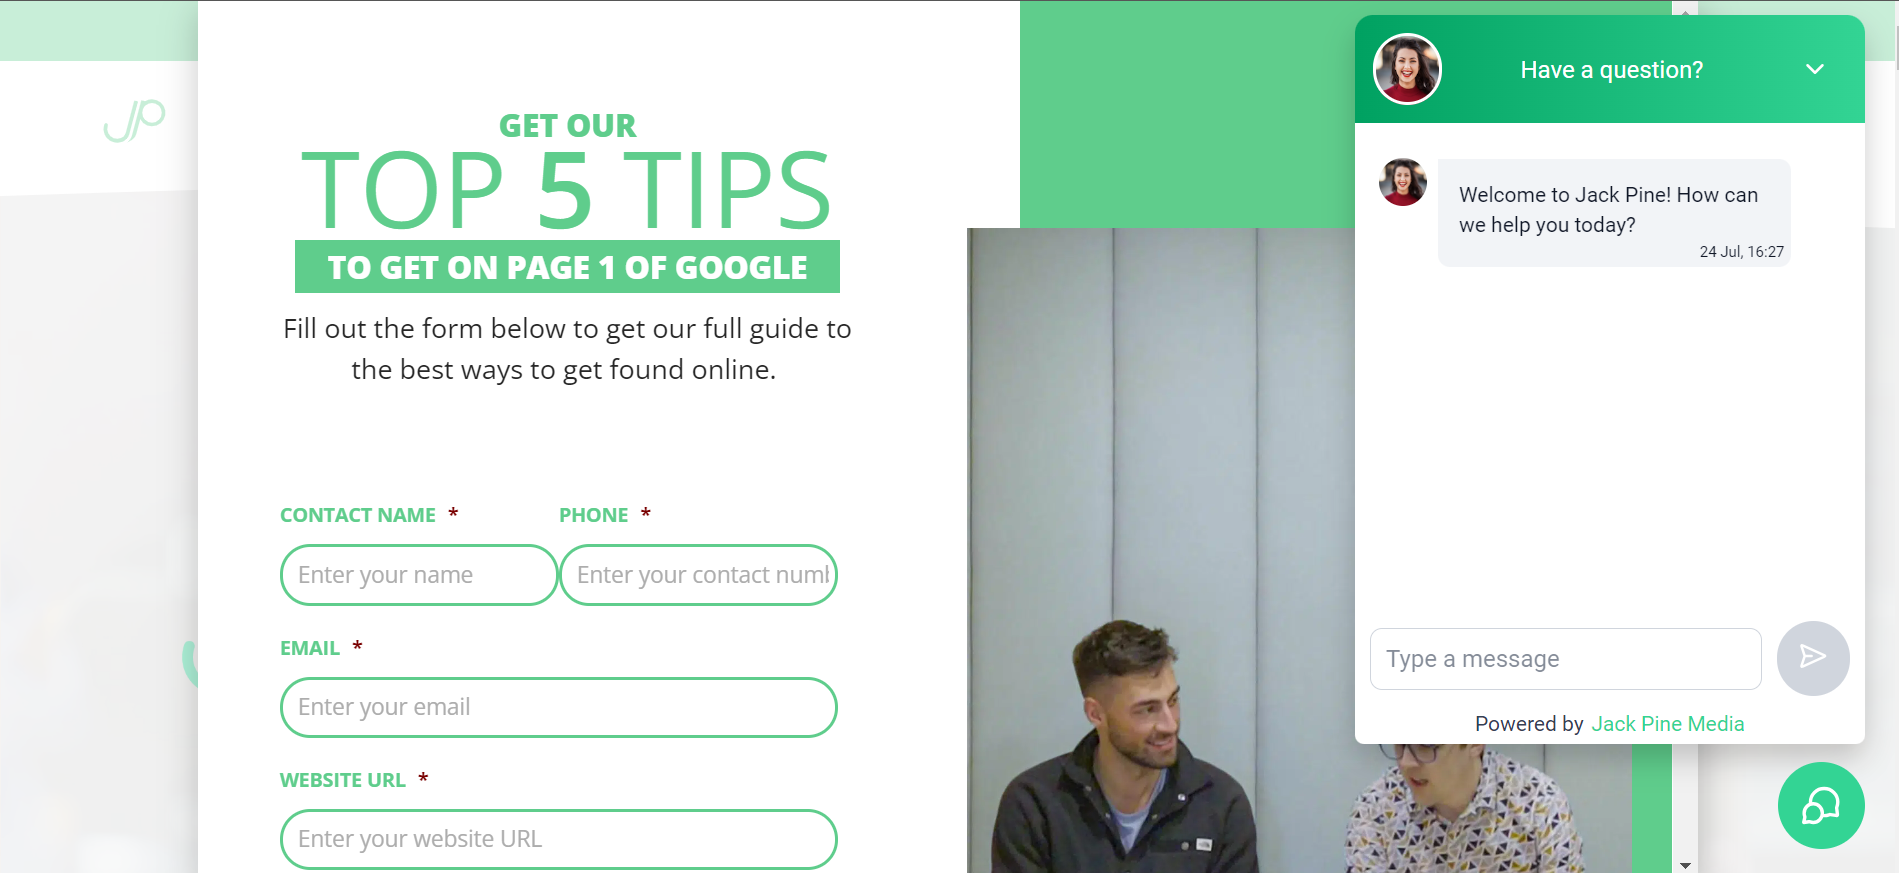 GET OUR
TOP 5 TIPS
TO GET ON PAGE 1 OF GOOGLE
Fill out the form below to get our full guide to
the best ways to get found online.
CONTACT NAME *
PHONE *
Enter your name
Enter your contact numb
EMAIL *
Enter your email
WEBSITE URL *
Enter your website URL
Have a question?
Welcome to Jack Pine! How can
we help you today?
24 Jul, 16:27
Type a message
Powered by Jack Pine Media